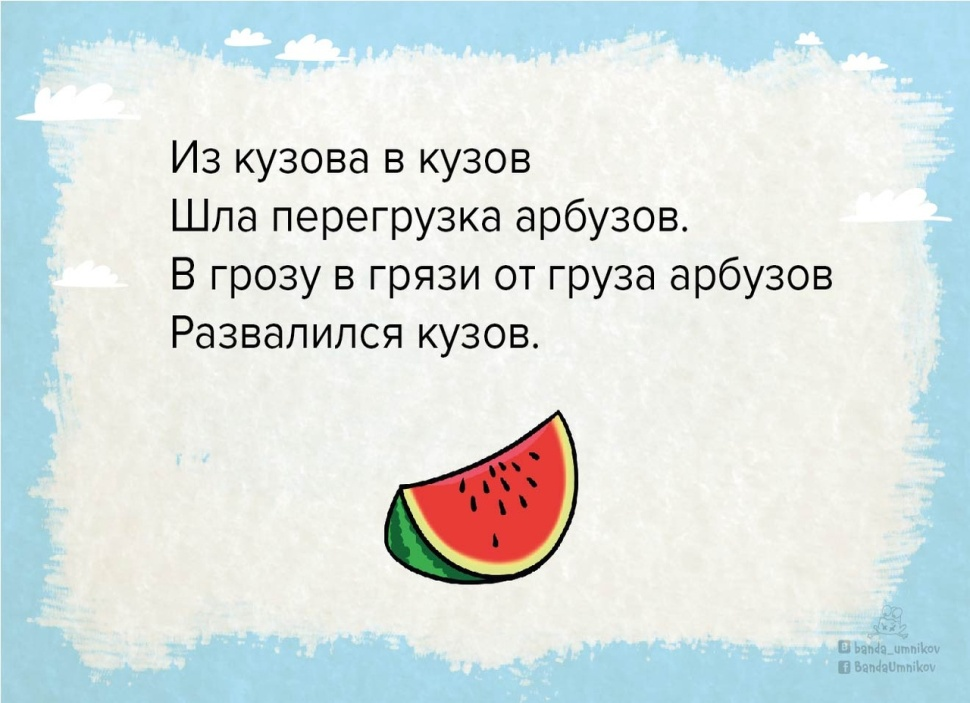 Из кузова в кузов
Шла перегрузка арбузов.
В грозу в грязи от груза арбузов
Развалился кузов.
banda_umnikov
BandaUmnikov